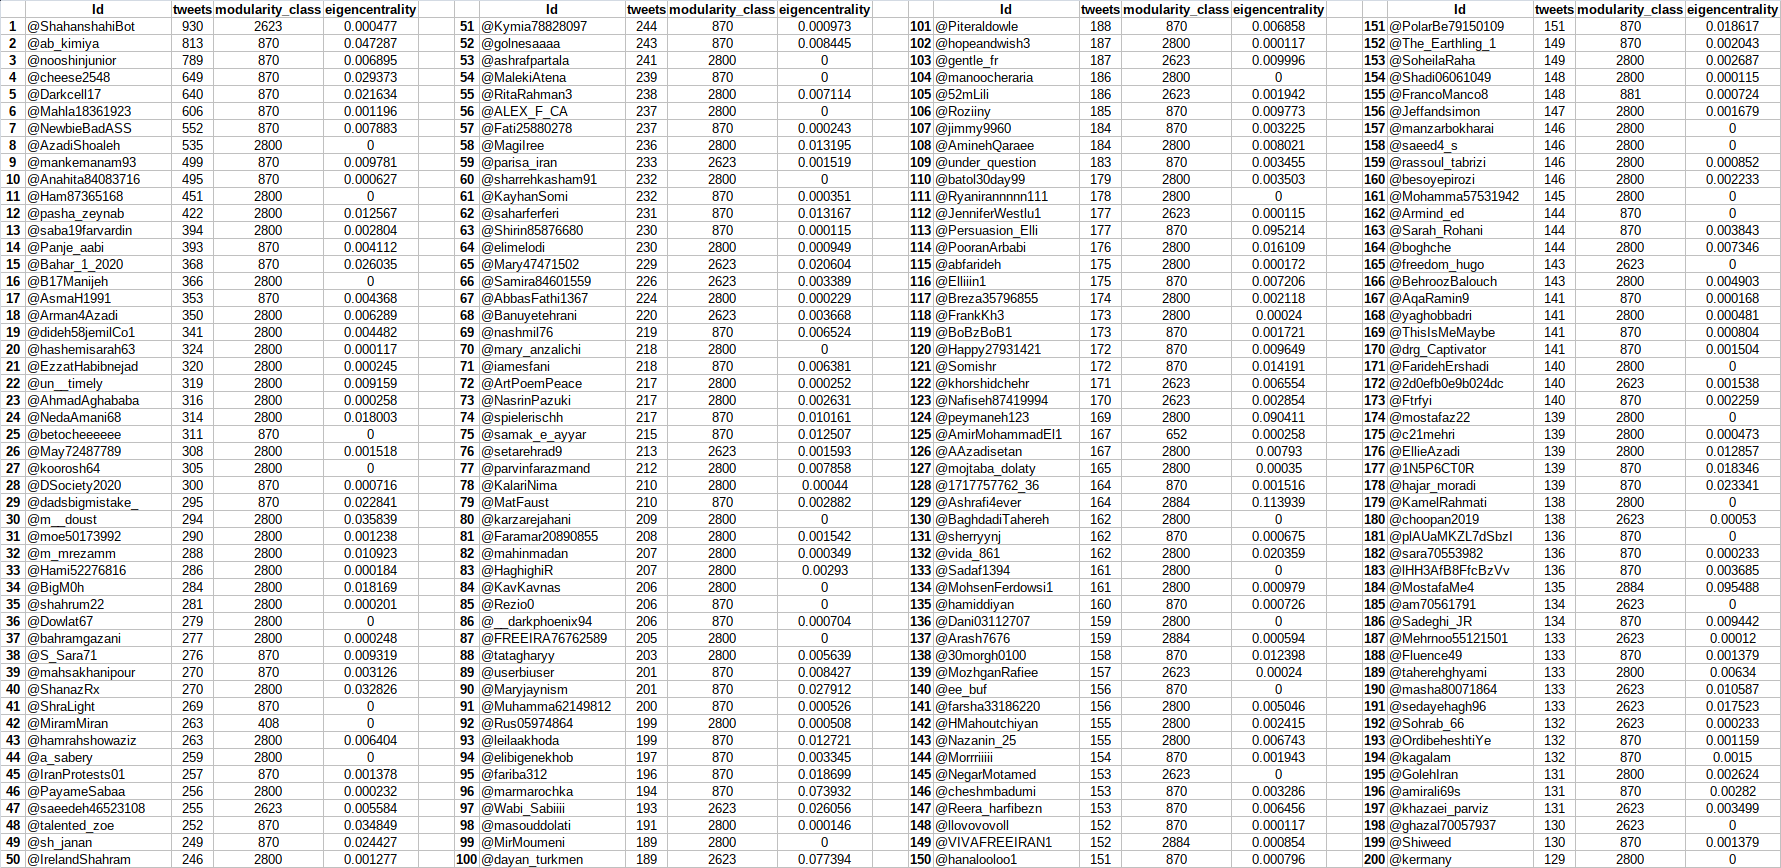 Id tweets modularity_class eigencentrality
1 @ShahanshahiBot 930 2623 0.000477
2 @ab_kimiya 813 870 0.047287
3 @nooshinjunior 789 870 0.006895
4 @cheese2548 649 870 0.029373
5 @Darkcell17 640 870 0.021634
6 @Mahla18361923 606 870 0.001196
7 @NewbieBadASS 552 870 0.007883
8 @AzadiShoaleh 535 2800 0
9 @mankemanam93 499 870 0.009781
10 @Anahita84083716 495 870 0.000627
11 @Ham87365168 451 2800 0
12 @pasha_zeynab 422 2800 0.012567
13 @saba19farvardin 394 2800 0.002804
14 @Panje_aabi 393 870 0.004112
15 @Bahar_1_2020 368 870 0.026035
16 @B17Manijeh 366 2800 0
17 @AsmaH1991 353 870 0.004368
18 @Arman4Azadi 350 2800 0.006289
19 @dideh58jemilCo1 341 2800 0.004482
20 @hashemisarah63 324 2800 0.000117
21 @EzzatHabibnejad 320 2800 0.000245
22 @un__timely 319 2800 0.009159
23 @AhmadAghababa 316 2800 0.000258
24 @NedaAmani68 314 2800 0.018003
25 @betocheeeeee 311 870 0
26 @May72487789 308 2800 0.001518
27 @koorosh64 305 2800 0
28 @DSociety2020 300 870 0.000716
29 @dadsbigmistake_ 295 870 0.022841
30 @m__doust 294 2800 0.035839
31 @moe50173992 290 2800 0.001238
32 @m_mrezamm 288 2800 0.010923
33 @Hami52276816 286 2800 0.000184
34 @BigM0h 284 2800 0.018169
35 @shahrum22 281 2800 0.000201
36 @Dowlat67 279 2800 0
37 @bahramgazani 277 2800 0.000248
38 @S_Sara71 276 870 0.009319
39 @mahsakhanipour 270 870 0.003126
40 @ShanazRx 270 2800 0.032826
41 @ShraLight 269 870 0
42 @MiramMiran 263 408 0
43 @hamrahshowaziz 263 2800 0.006404
44 @a_sabery 259 2800 0
45 @IranProtests01 257 870 0.001378
46 @PayameSabaa 256 2800 0.000232
47 @saeedeh46523108 255 2623 0.005584
48 @talented_zoe 252 870 0.034849
49 @sh_janan 249 870 0.024427
50 @IrelandShahram 246 2800 0.001277
Id tweets modularity_class eigencentrality
51 @Kymia78828097 244 870 0.000973
52 @golnesaaaa 243 870 0.008445
53 @ashrafpartala 241 2800 0
54 @MalekiAtena 239 870 0
55 @RitaRahman3 238 2800 0.007114
56 @ALEX_F_CA 237 2800 0
57 @Fati25880278 237 870 0.000243
58 @MagiIree 236 2800 0.013195
59 @parisa_iran 233 2623 0.001519
60 @sharrehkasham91 232 2800 0
61 @KayhanSomi 232 870 0.000351
62 @saharferferi 231 870 0.013167
63 @Shirin85876680 230 870 0.000115
64 @elimelodi 230 2800 0.000949
65 @Mary47471502 229 2623 0.020604
66 @Samira84601559 226 2623 0.003389
67 @AbbasFathi1367 224 2800 0.000229
68 @Banuyetehrani 220 2623 0.003668
69 @nashmil76 219 870 0.006524
70 @mary_anzalichi 218 2800 0
71 @iamesfani 218 870 0.006381
72 @ArtPoemPeace 217 2800 0.000252
73 @NasrinPazuki 217 2800 0.002631
74 @spielerischh 217 870 0.010161
75 @samak_e_ayyar 215 870 0.012507
76 @setarehrad9 213 2623 0.001593
77 @parvinfarazmand 212 2800 0.007858
78 @KalariNima 210 2800 0.00044
79 @MatFaust 210 870 0.002882
80 @karzarejahani 209 2800 0
81 @Faramar20890855 208 2800 0.001542
82 @mahinmadan 207 2800 0.000349
83 @HaghighiR 207 2800 0.00293
84 @KavKavnas 206 2800 0
85 @Rezio0 206 870 0
86 @__darkphoenix94 206 870 0.000704
87 @FREEIRA76762589 205 2800 0
88 @tatagharyy 203 2800 0.005639
89 @userbiuser 201 870 0.008427
90 @Maryjaynism 201 870 0.027912
91 @Muhamma62149812 200 870 0.000526
92 @Rus05974864 199 2800 0.000508
93 @leilaakhoda 199 870 0.012721
94 @elibigenekhob 197 870 0.003345
95 @fariba312 196 870 0.018699
96 @marmarochka 194 870 0.073932
97 @Wabi_Sabiiii 193 2623 0.026056
98 @masouddolati 191 2800 0.000146
99 @MirMoumeni 189 2800 0
100 @dayan_turkmen 189 2623 0.077394
Id tweets modularity_class eigencentrality
101 @Piteraldowle 188 870 0.006858
102 @hopeandwish3 187 2800 0.000117
103 @gentle_fr 187 2623 0.009996
104 @manoocheraria 186 2800 0
105 @52mLili 186 2623 0.001942
106 @Roziiny 185 870 0.009773
107 @jimmy9960 184 870 0.003225
108 @AminehQaraee 184 2800 0.008021
109 @under_question 183 870 0.003455
110 @batol30day99 179 2800 0.003503
111 @Ryanirannnnn111 178 2800 0
112 @JenniferWestlu1 177 2623 0.000115
113 @Persuasion_Elli 177 870 0.095214
114 @PooranArbabi 176 2800 0.016109
115 @abfarideh 175 2800 0.000172
116 @Elliiin1 175 870 0.007206
117 @Breza35796855 174 2800 0.002118
118 @FrankKh3 173 2800 0.00024
119 @BoBzBoB1 173 870 0.001721
120 @Happy27931421 172 870 0.009649
121 @Somishr 172 870 0.014191
122 @khorshidchehr 171 2623 0.006554
123 @Nafiseh87419994 170 2623 0.002854
124 @peymaneh123 169 2800 0.090411
125 @AmirMohammadEl1 167 652 0.000258
126 @AAzadisetan 167 2800 0.00793
127 @mojtaba_dolaty 165 2800 0.00035
128 @1717757762_36 164 870 0.001516
129 @Ashrafi4ever 164 2884 0.113939
130 @BaghdadiTahereh 162 2800 0
131 @sherryynj 162 870 0.000675
132 @vida_861 162 2800 0.020359
133 @Sadaf1394 161 2800 0
134 @MohsenFerdowsi1 161 2800 0.000979
135 @hamiddiyan 160 870 0.000726
136 @Dani03112707 159 2800 0
137 @Arash7676 159 2884 0.000594
138 @30morgh0100 158 870 0.012398
139 @MozhganRafiee 157 2623 0.00024
140 @ee_buf 156 870 0
141 @farsha33186220 156 2800 0.005046
142 @HMahoutchiyan 155 2800 0.002415
143 @Nazanin_25 155 2800 0.006743
144 @Morrriiiii 154 870 0.001943
145 @NegarMotamed 153 2623 0
146 @cheshmbadumi 153 870 0.003286
147 @Reera_harfibezn 153 870 0.006456
148 @llovovovoll 152 870 0.000117
149 @VIVAFREEIRAN1 152 2884 0.000854
150 @hanalooloo1 151 870 0.000796
Id tweets modularity_class eigencentrality
151 @PolarBe79150109 151 870 0.018617
152 @The_Earthling_1 149 870 0.002043
153 @SoheilaRaha 149 2800 0.002687
154 @Shadi06061049 148 2800 0.000115
155 @FrancoManco8 148 881 0.000724
156 @Jeffandsimon 147 2800 0.001679
157 @manzarbokharai 146 2800 0
158 @saeed4_s 146 2800 0
159 @rassoul_tabrizi 146 2800 0.000852
160 @besoyepirozi 146 2800 0.002233
161 @Mohamma57531942 145 2800 0
162 @Armind_ed 144 870 0
163 @Sarah_Rohani 144 870 0.003843
164 @boghche 144 2800 0.007346
165 @freedom_hugo 143 2623 0
166 @BehroozBalouch 143 2800 0.004903
167 @AqaRamin9 141 870 0.000168
168 @yaghobbadri 141 2800 0.000481
169 @ThisIsMeMaybe 141 870 0.000804
170 @drg_Captivator 141 870 0.001504
171 @FaridehErshadi 140 2800 0
172 @2d0efb0e9b024dc 140 2623 0.001538
173 @Ftrfyi 140 870 0.002259
174 @mostafaz22 139 2800 0
175 @c21mehri 139 2800 0.000473
176 @EllieAzadi 139 2800 0.012857
177 @1N5P6CT0R 139 870 0.018346
178 @hajar_moradi 139 870 0.023341
179 @KamelRahmati 138 2800 0
180 @choopan2019 138 2623 0.00053
181 @plAUaMKZL7dSbzI 136 870 0
182 @sara70553982 136 870 0.000233
183 @lHH3AfB8FfcBzVv 136 870 0.003685
184 @MostafaMe4 135 2884 0.095488
185 @am70561791 134 2623 0
186 @Sadeghi_JR 134 870 0.009442
187 @Mehrnoo55121501 133 2623 0.00012
188 @Fluence49 133 870 0.001379
189 @taherehghyami 133 2800 0.00634
190 @masha80071864 133 2623 0.010587
191 @sedayehagh96 133 2623 0.017523
192 @Sohrab_66 132 2623 0.000233
193 @OrdibeheshtiYe 132 870 0.001159
194 @kagalam 132 870 0.0015
195 @GolehIran 131 2800 0.002624
196 @amirali69s 131 870 0.00282
197 @khazaei_parviz 131 2623 0.003499
198 @ghazal70057937 130 2623 0
199 @Shiweed 130 870 0.001379
200 @kermany 129 2800 0